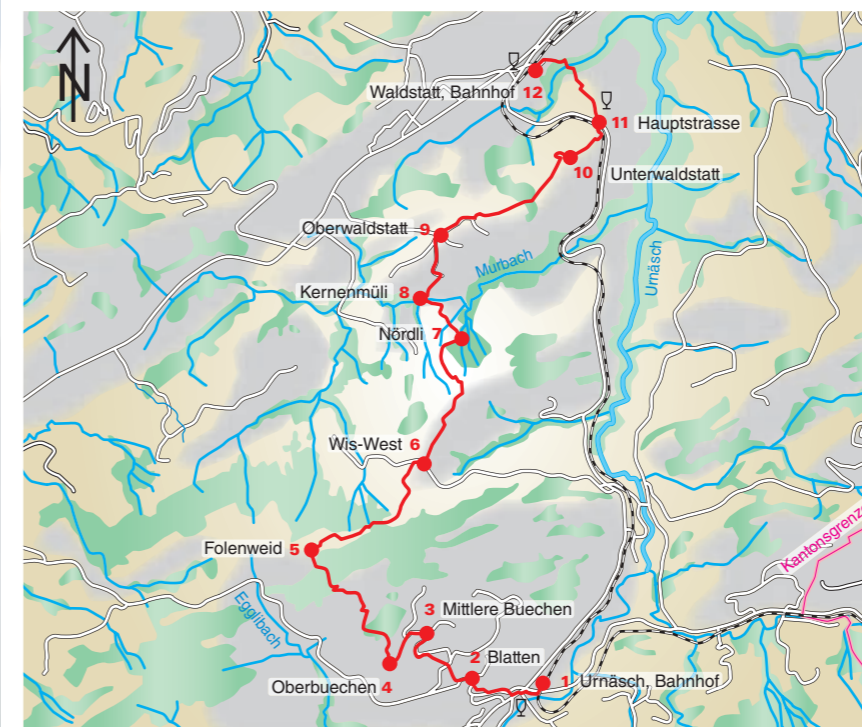 N
Waldstatt, Bahnhof 12
11 Hauptstrasse
10
Unterwaldstatt
Oberwaldstatt 9
Murbach
Urnäsch
Kernenmüli 8
Nördli 7
Wis-West 6
Kantonsgrenze
Folenweid 5
Egglibach
3 Mittlere Buechen
2 Blatten
Oberbuechen 4
1 Urnäsch, Bahnhof